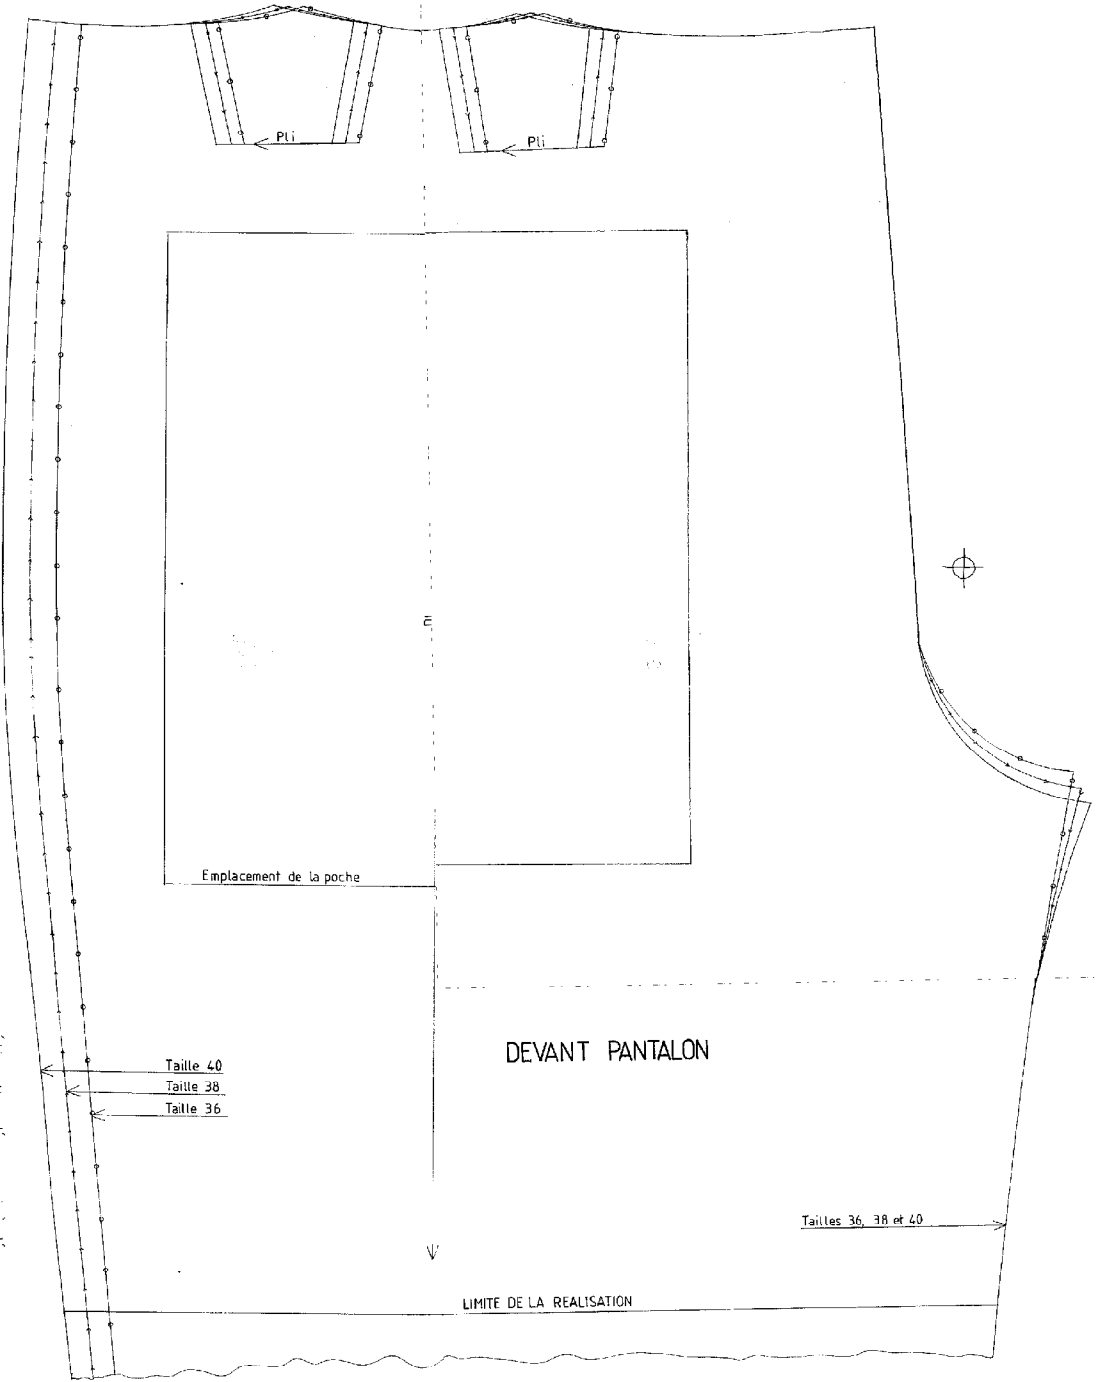 Pli
Pli
Emplacement de la poche
DEVANT PANTALON
Taille 40
Taille 38
Taille 36
Tailles 36, 38 et 40
LIMITE DE LA REALISATION